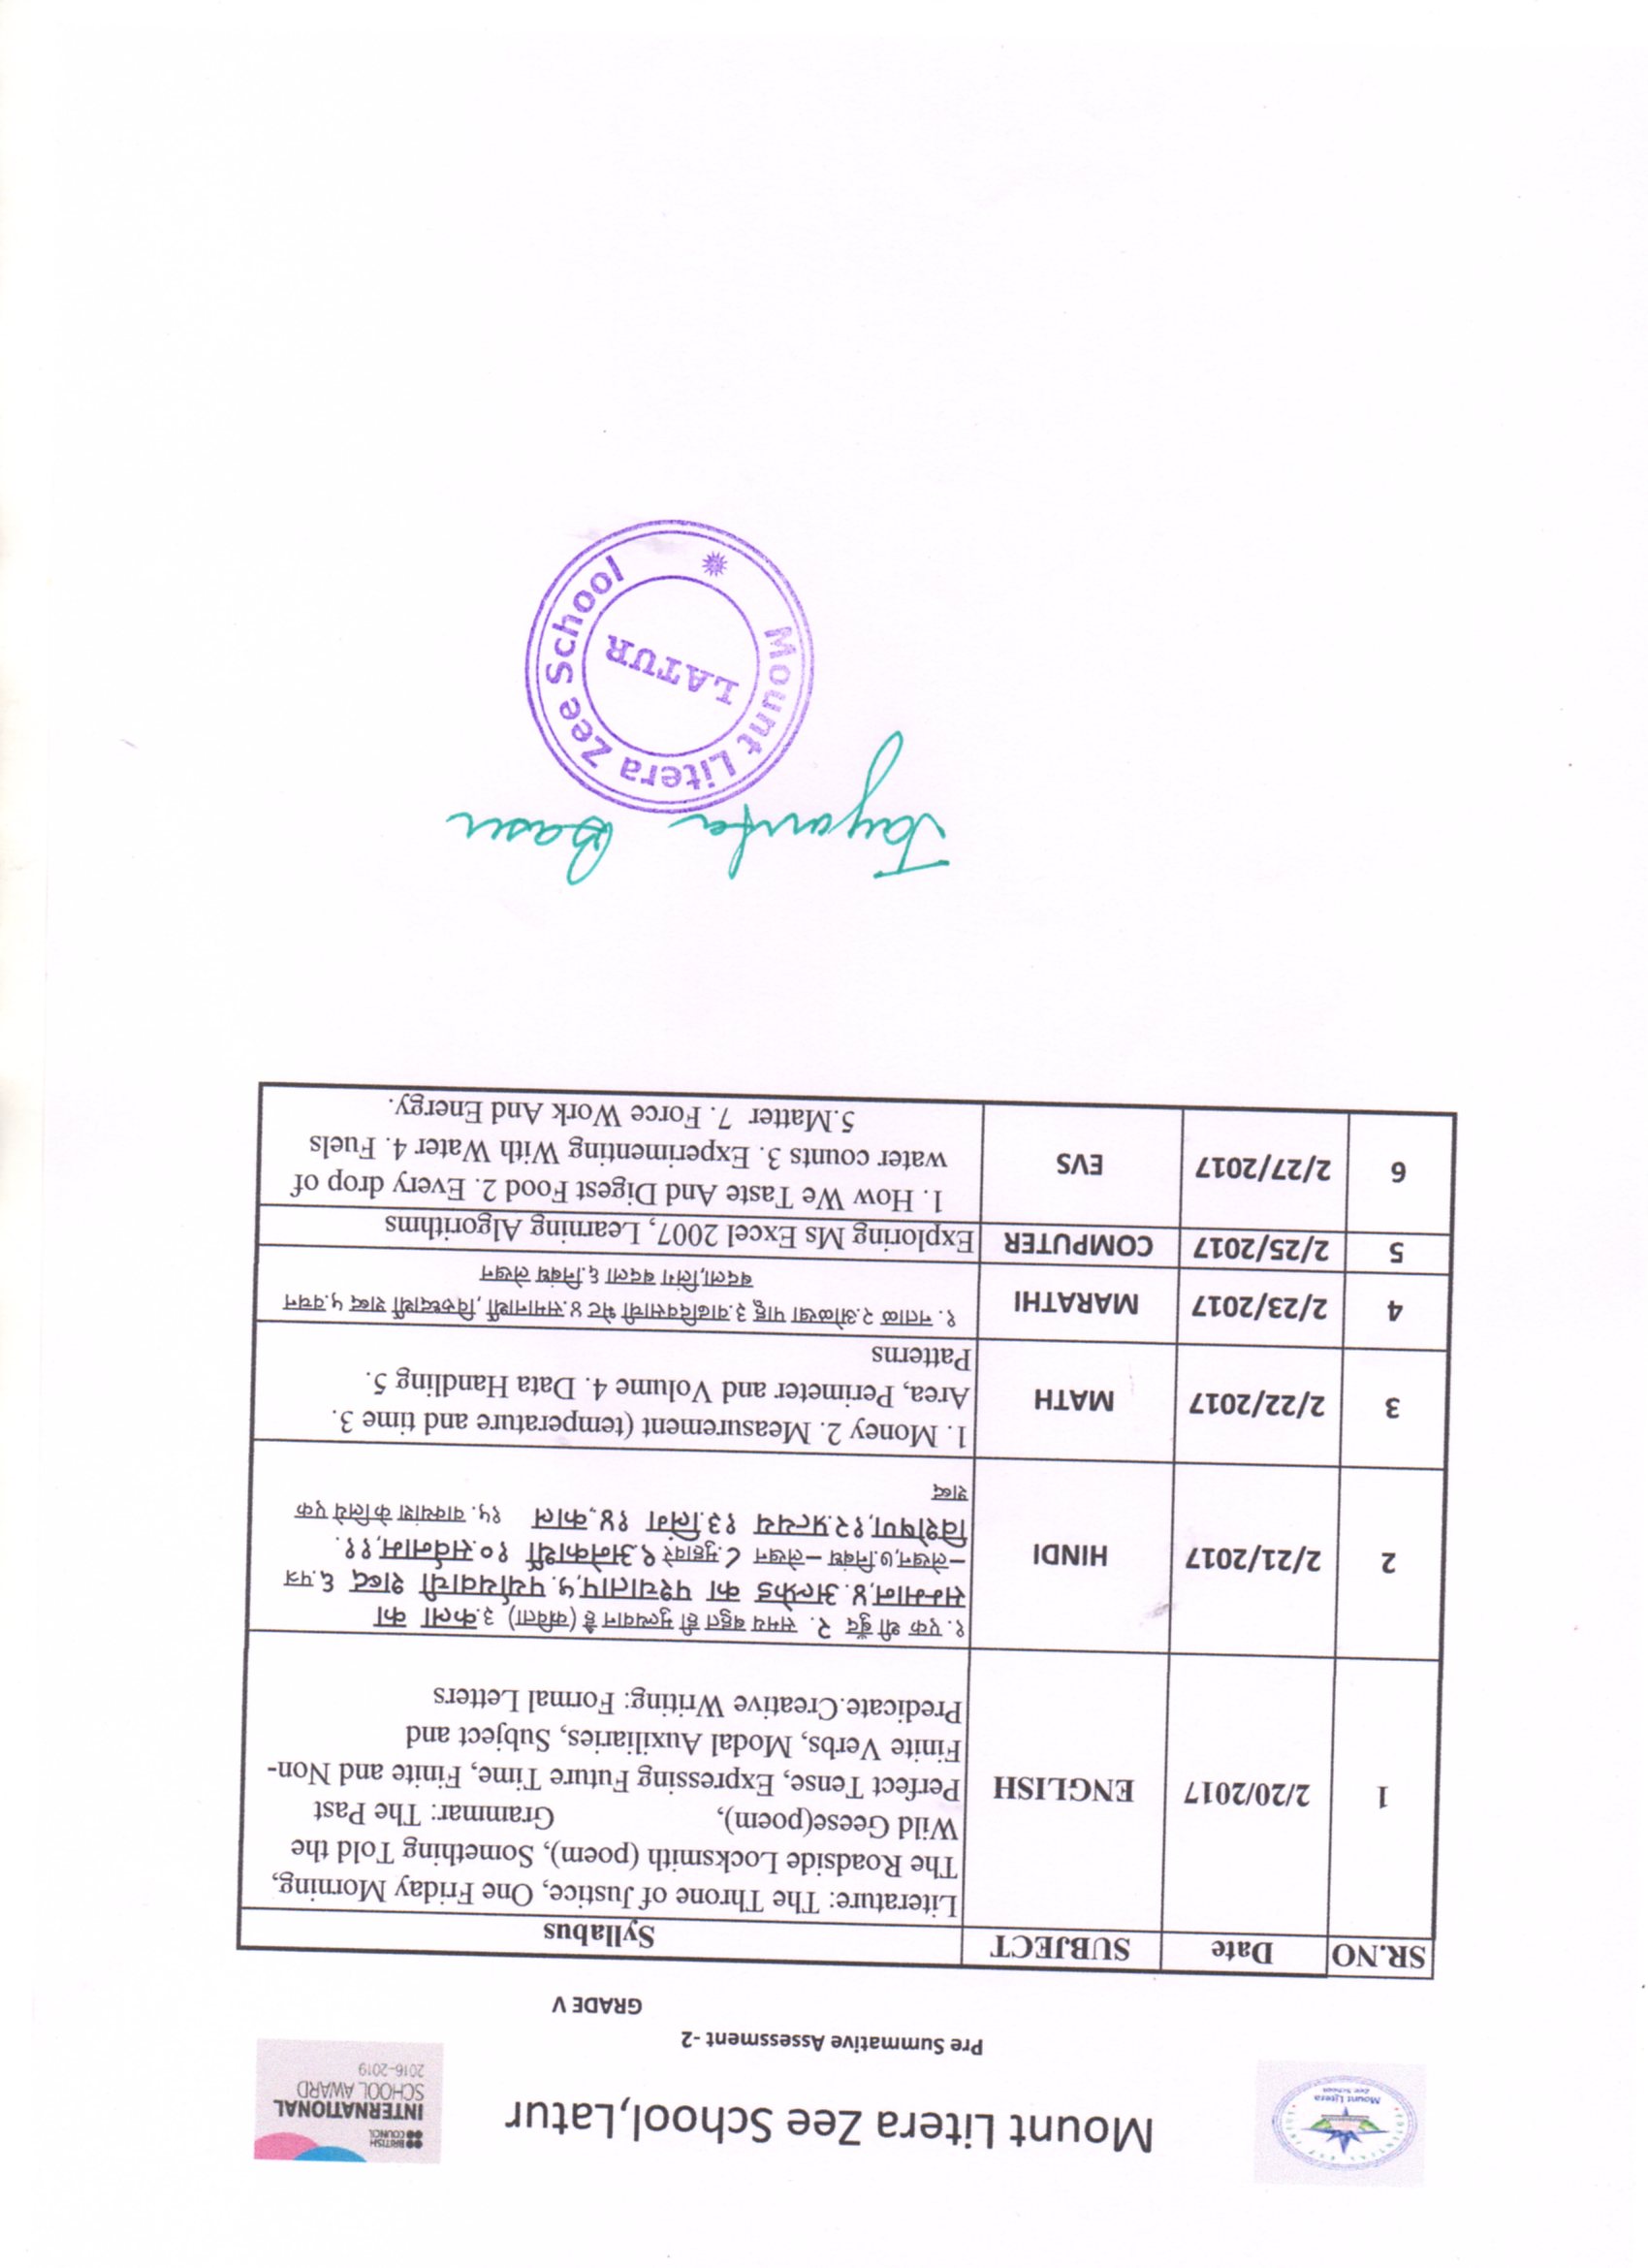 Mount Litera
Zee School
Mount Litera Zee School,Latur
BRITISH
COUNCIL
INTERNATIONAL
SCHOOL AWARD
2016–2019
Pre Summative Assessment -2
GRADE V
SR.NO Date SUBJECT Syllabus
1 2/20/2017 ENGLISH
Literature: The Throne of Justice, One Friday Morning,
The Roadside Locksmith (poem), Something Told the
Wild Geese(poem), Grammar: The Past
Perfect Tense, Expressing Future Time, Finite and Non-
Finite Verbs, Modal Auxiliaries, Subject and
Predicate.Creative Writing: Formal Letters
2 2/21/2017 HINDI
१. एक थी बुँद २. समय बहुत ही मुल्यवान है (कविता) ३.कला का
सम्मान,४.अल्फ्रेड का पश्चाताप,५.पर्यायवाची शब्द ६.पत्र
–लेखन,७.निबंध –लेखन ८.मुहावरे ९.अनेकार्थी १०.सर्वनाम,११.
विशेषण,१२.प्रत्यय १३.लिंग १४.,काल १५. वाक्यांश केलिये एक
शब्द
3 2/22/2017 MATH
1. Money 2. Measurement (temperature and time 3.
Area, Perimeter and Volume 4. Data Handling 5.
Patterns
4 2/23/2017 MARATHI
१. नताळ २.ओळखा पाहू ३.वाढदिवसाची भेट ४.समानार्थी ,विरुध्दार्थी शब्द ५.वचन
बदला,लिंग बदला ६.निबंध लेखन
5 2/25/2017 COMPUTER Exploring Ms Excel 2007, Learning Algorithms
6 2/27/2017 EVS
1. How We Taste And Digest Food 2. Every drop of
water counts 3. Experimenting With Water 4. Fuels
5.Matter 7. Force Work And Energy.
Jayanta Basu
Mount Litera Zee School
LATUR